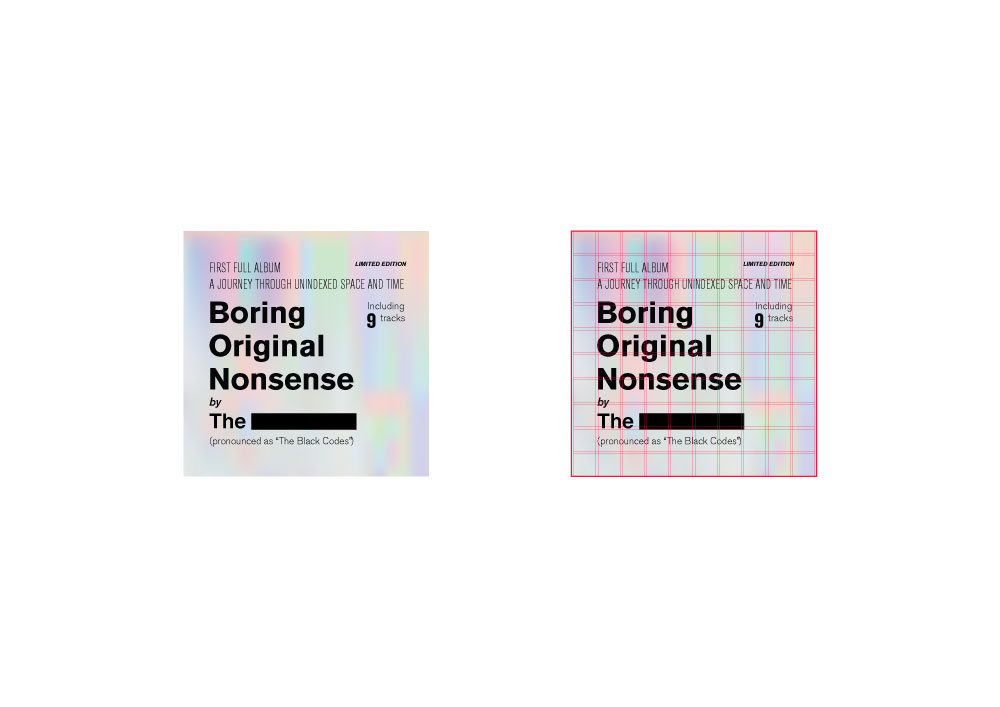 FIRST FULL ALBUM
LIMITED EDITION
A JOURNEY THROUGH UNINDEXED SPACE AND TIME
Boring
Including
9 tracks
Original
Nonsense
by
The
(pronounced as “The Black Codes”)
FIRST FULL ALBUM
LIMITED EDITION
A JOURNEY THROUGH UNINDEXED SPACE AND TIME
Boring
Including
9 tracks
Original
Nonsense
by
The
(pronounced as “The Black Codes”)